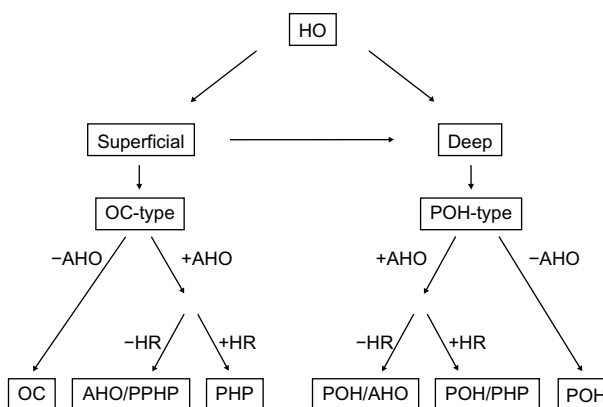 HO
Superficial
Deep
OC-type
POH-type
−AHO
+AHO
+AHO
−AHO
−HR
+HR
−HR
+HR
OC
AHO/PPHP
PHP
POH/AHO
POH/PHP
POH